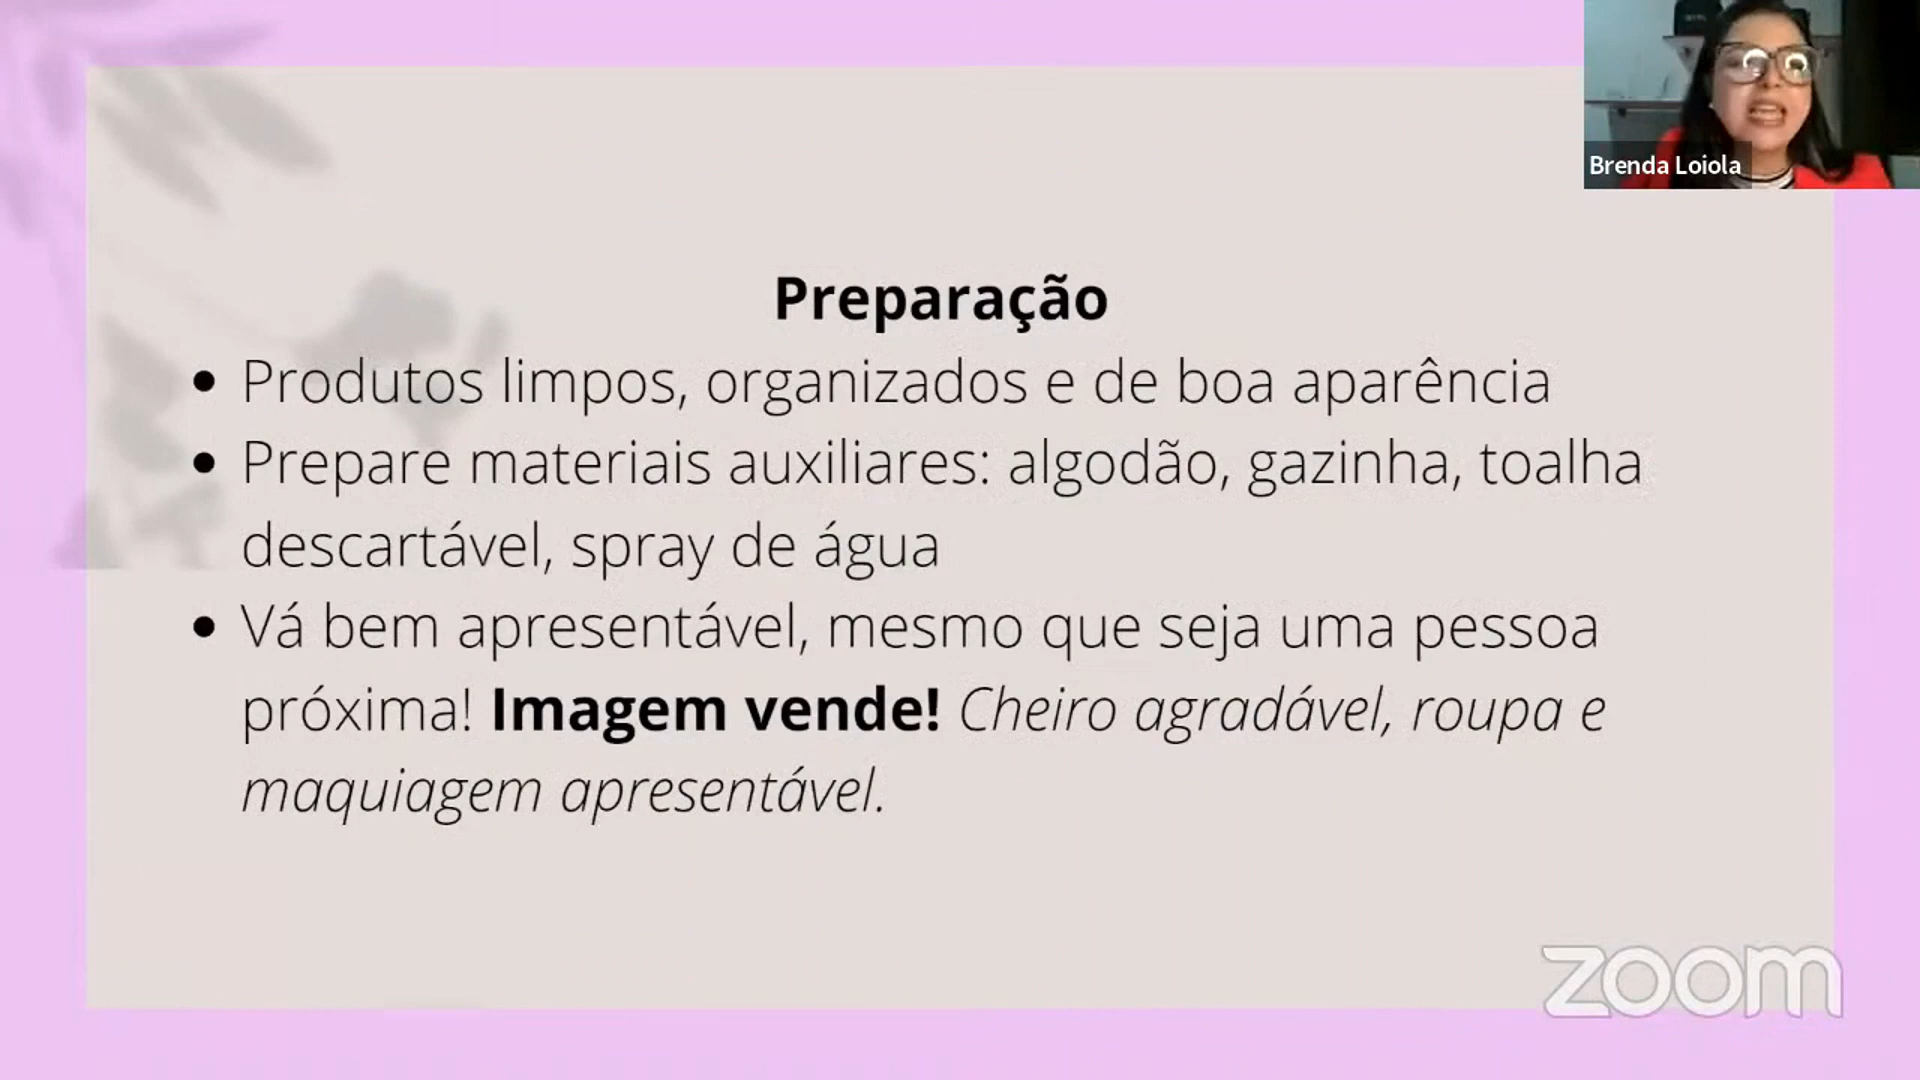 Brenda Loiola
Preparação
• Produtos limpos, organizados e de boa aparência
• Prepare materiais auxiliares: algodão, gazinha, toalha
descartável, spray de água
• Vá bem apresentável, mesmo que seja uma pessoa
próxima! Imagem vende! Cheiro agradável, roupa e
maquiagem apresentável.
zoom